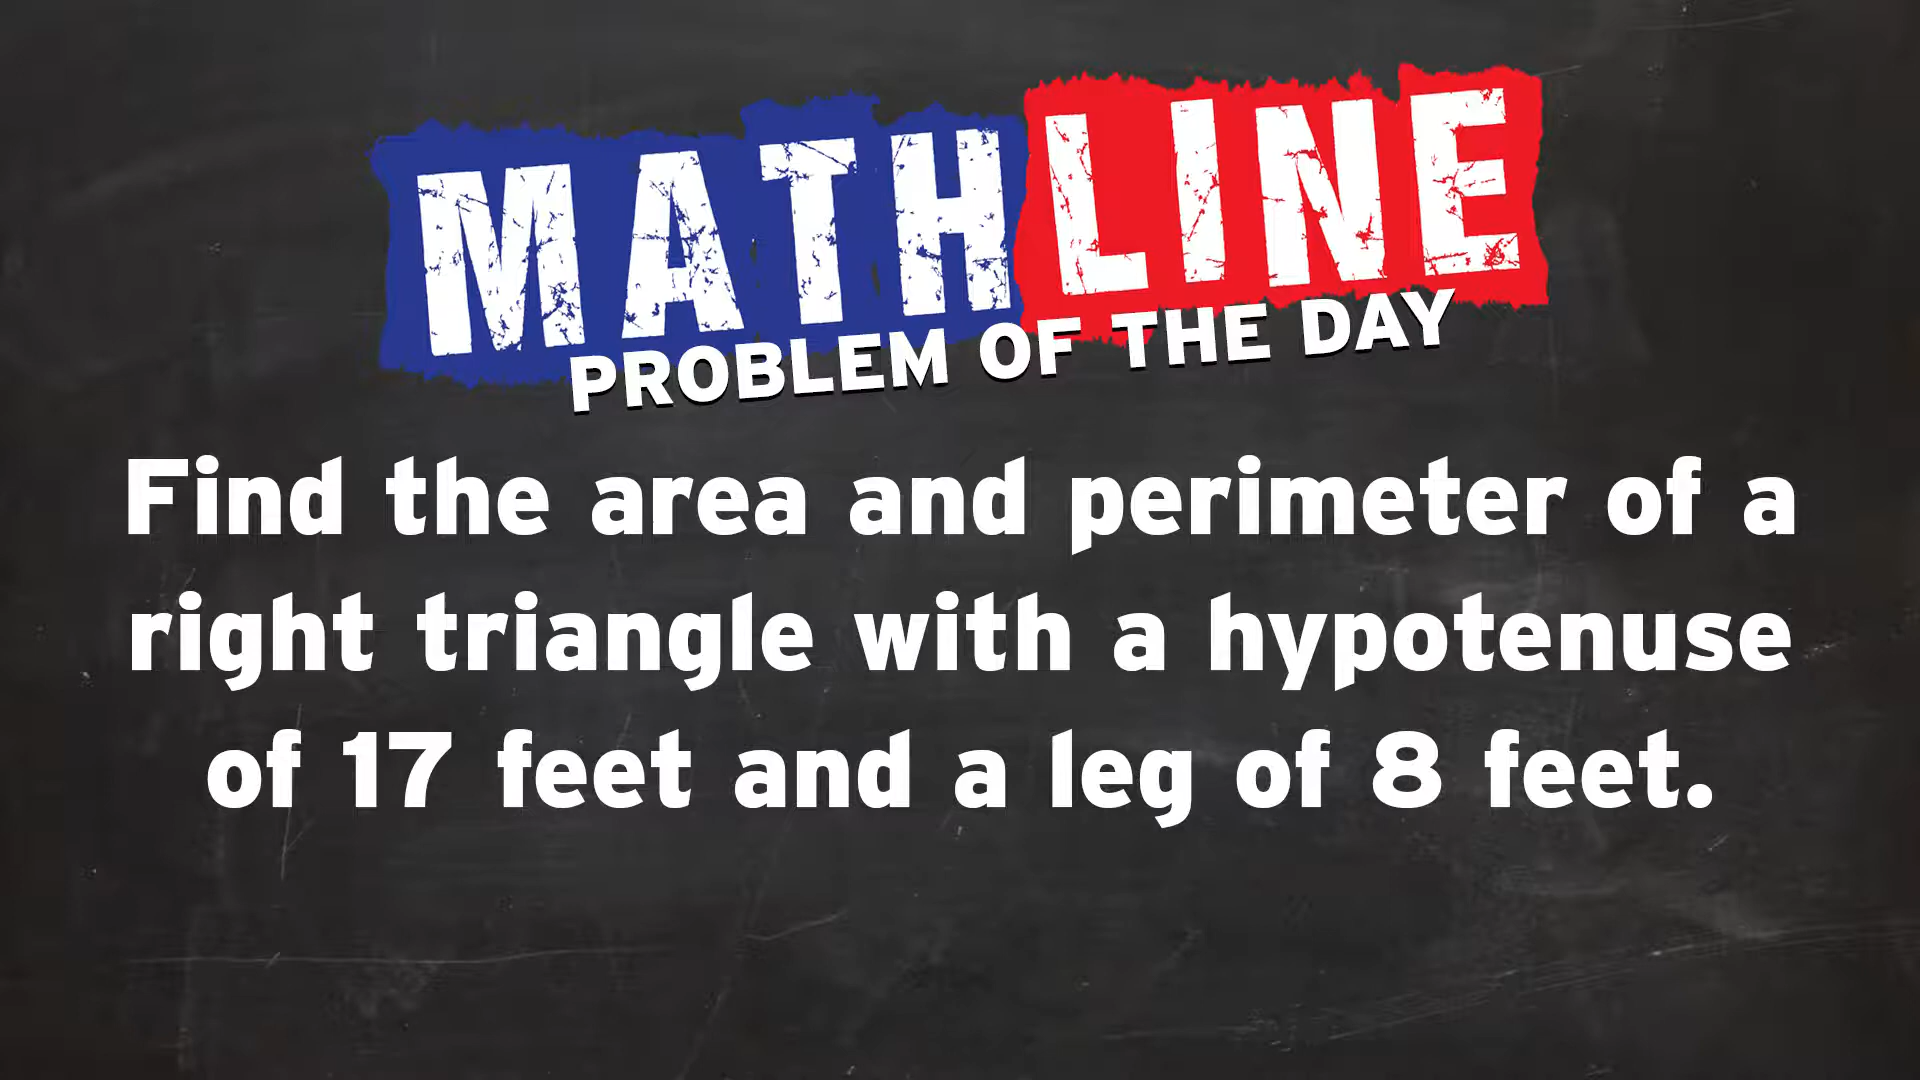 MATHLINE
PROBLEM OF THE DAY
Find the area and perimeter of a
right triangle with a hypotenuse
of 17 feet and a leg of 8 feet.